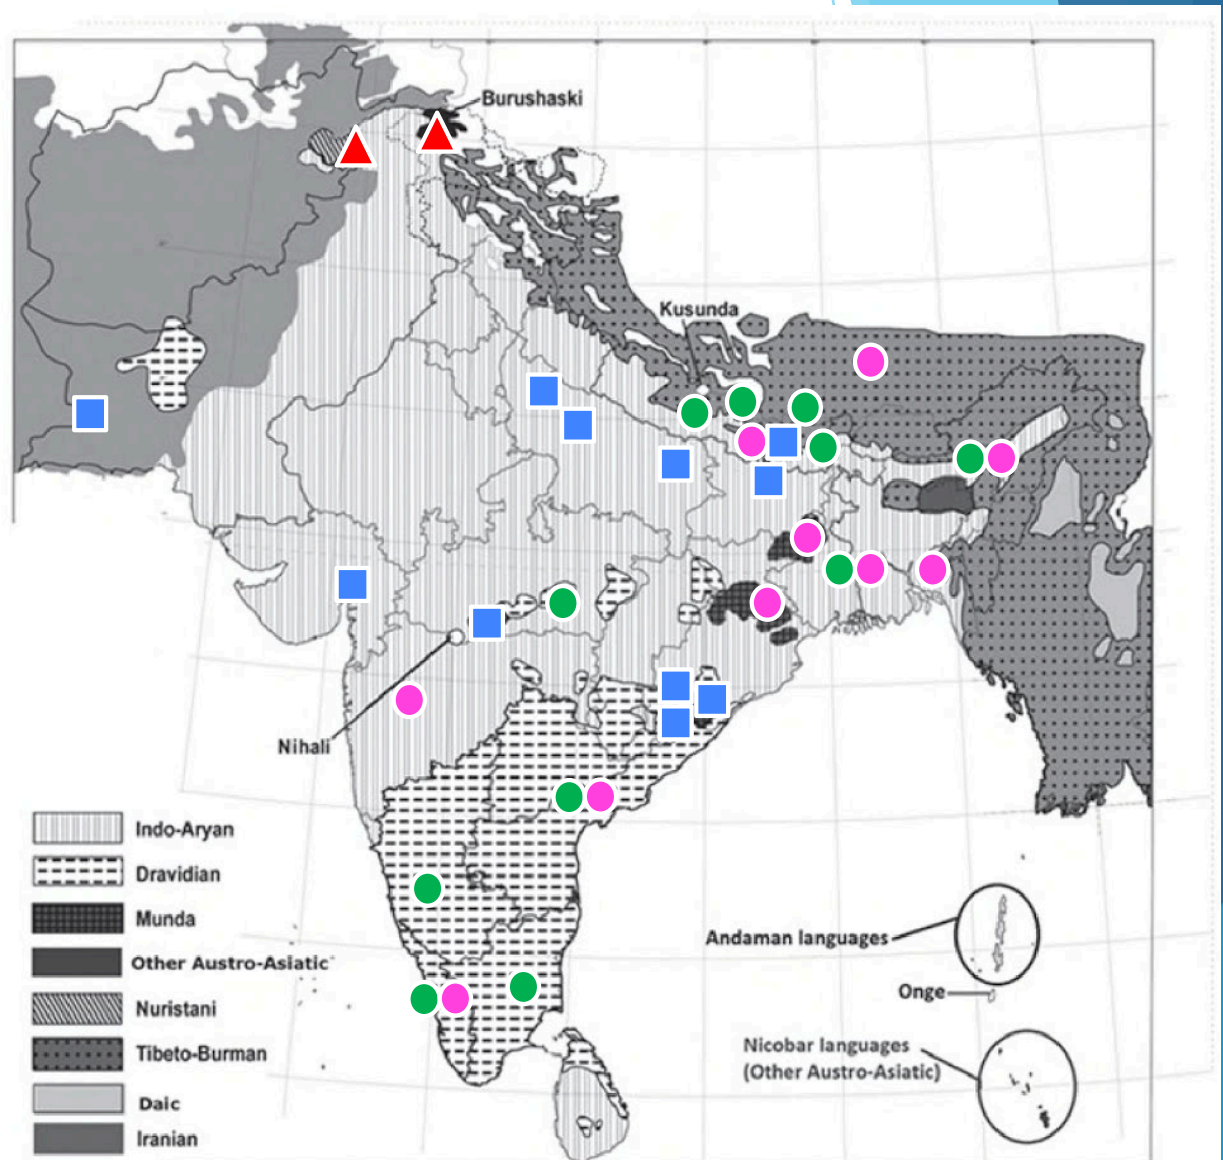 Burushaski
Kusunda
Nihali
Indo-Aryan
Dravidian
Munda
Other Austro-Asiatic
Nuristani
Tibeto-Burman
Daic
Iranian
Andaman languages
Onge
Nicobar languages
(Other Austro-Asiatic)